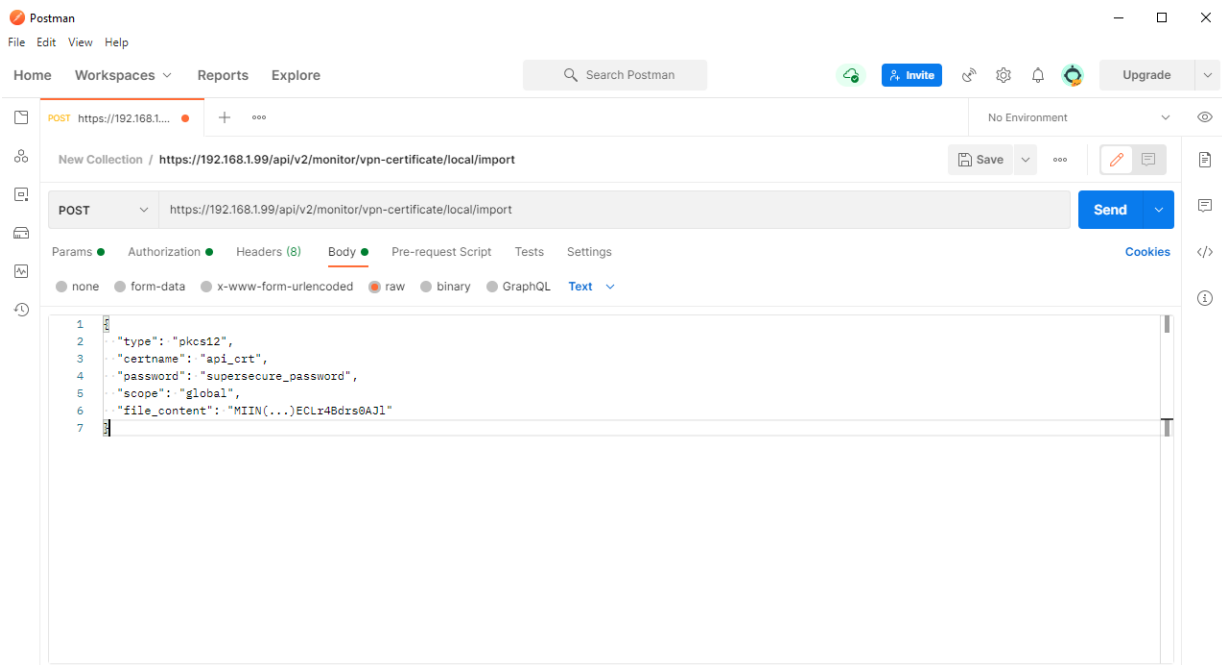 Postman
File Edit View Help
Home Workspaces Reports Explore Search Postman Invite Upgrade
POST https://192.168.1.... No Environment
New Collection / https://192.168.1.99/api/v2/monitor/vpn-certificate/local/import Save
POST https://192.168.1.99/api/v2/monitor/vpn-certificate/local/import Send
Params Authorization Headers (8) Body Pre-request Script Tests Settings Cookies
none form-data x-www-form-urlencoded raw binary GraphQL Text
1 {
2 "type": "pkcs12",
3 "certname": "api_crt",
4 "password": "supersecure_password",
5 "scope": "global",
6 "file_content": "MIIN(...)ECLr4Bdrs0AJl"
7 }